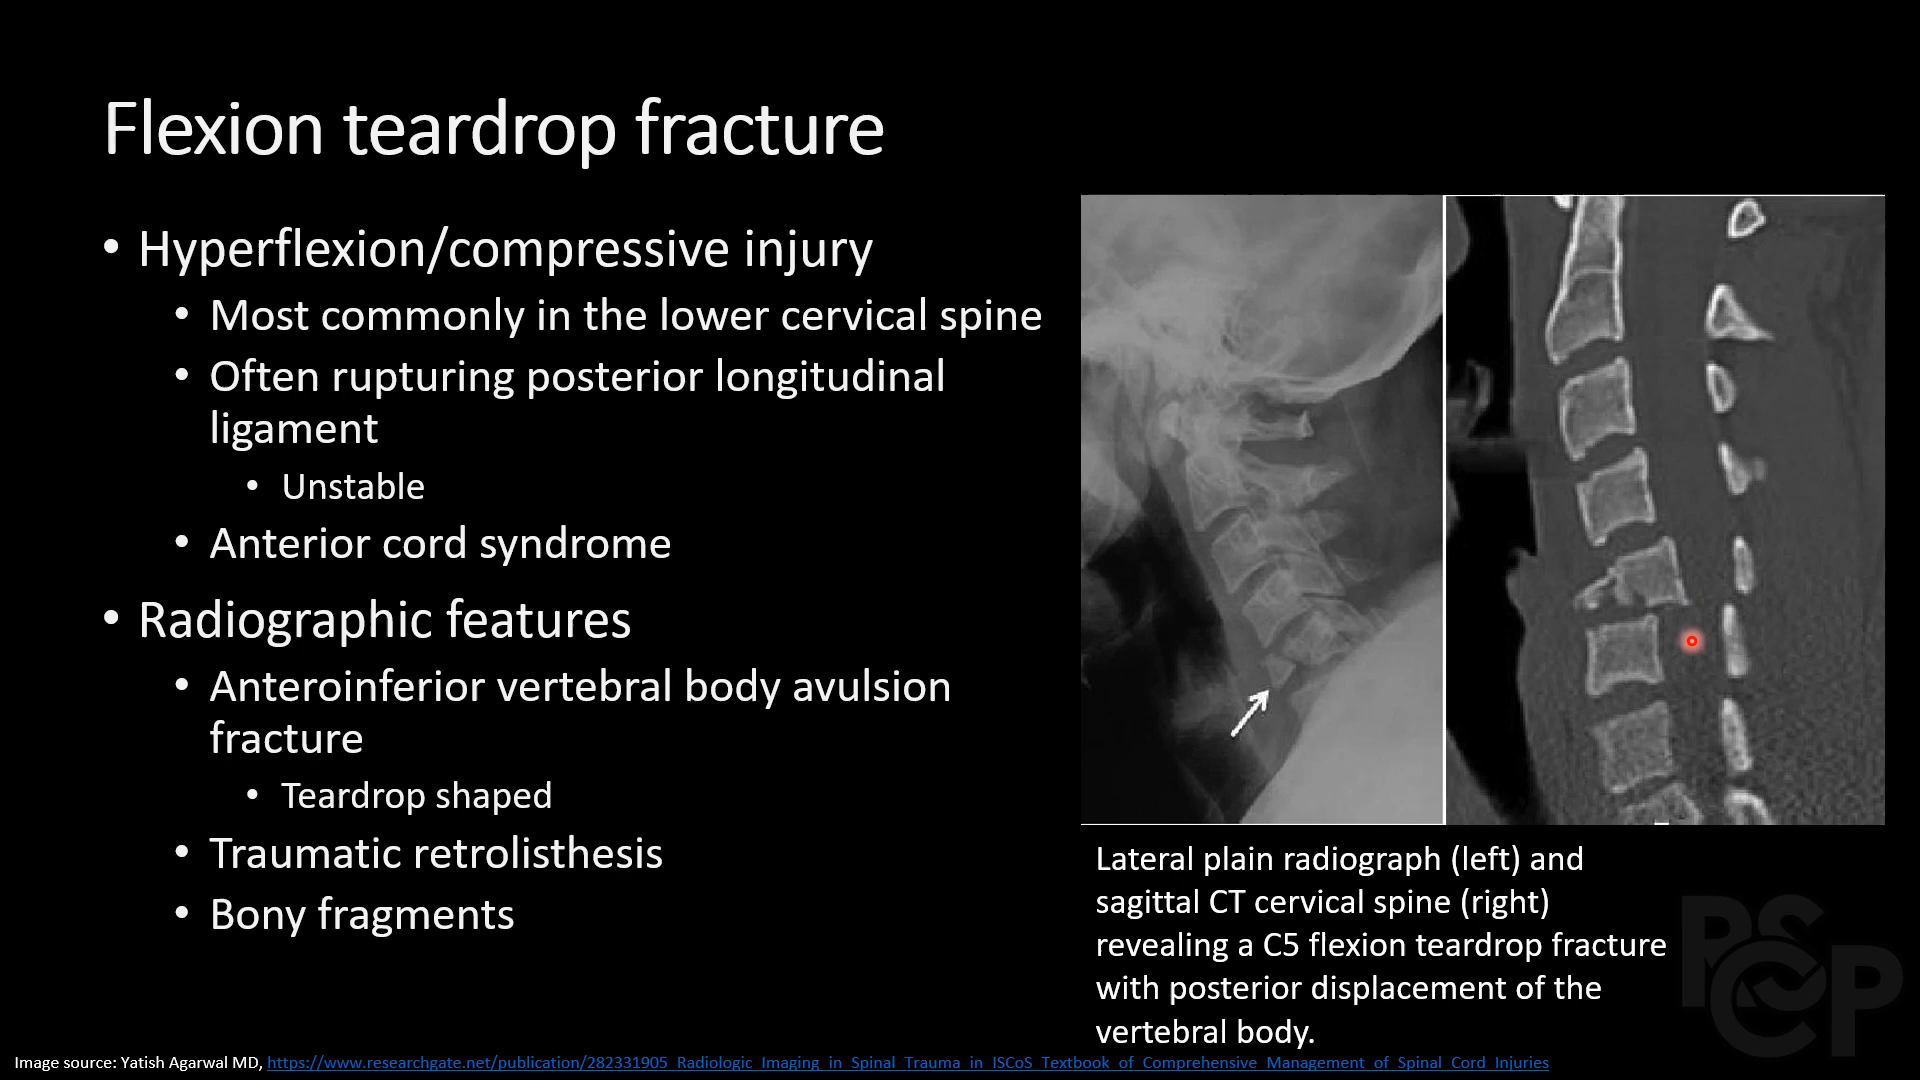 Flexion teardrop fracture
• Hyperflexion/compressive injury
• Most commonly in the lower cervical spine
• Often rupturing posterior longitudinal
ligament
• Unstable
• Anterior cord syndrome
• Radiographic features
• Anteroinferior vertebral body avulsion
fracture
• Teardrop shaped
• Traumatic retrolisthesis
• Bony fragments
Lateral plain radiograph (left) and
sagittal CT cervical spine (right)
revealing a C5 flexion teardrop fracture
with posterior displacement of the
vertebral body.
PSCP
Image source: Yatish Agarwal MD, https://www.researchgate.net/publication/282331905_Radiologic_Imaging_in_Spinal_Trauma_in_ISCoS_Textbook_of_Comprehensive_Management_of_Spinal_Cord_Injuries